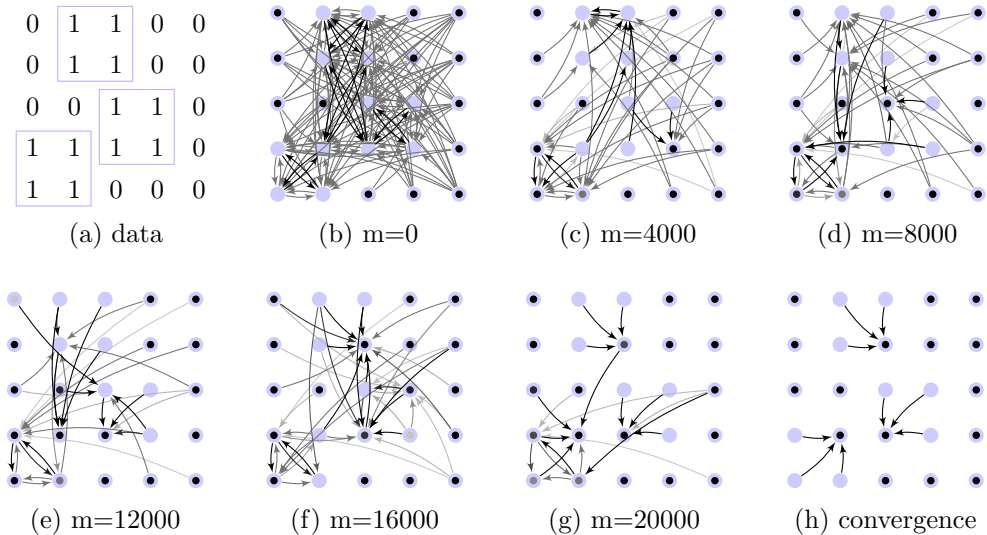 0 1 1 0 0
0 1 1 0 0
0 0 1 1 0
1 1 1 1 0
1 1 0 0 0
(a) data
(b) m=0
(c) m=4000
(d) m=8000
(e) m=12000
(f) m=16000
(g) m=20000
(h) convergence